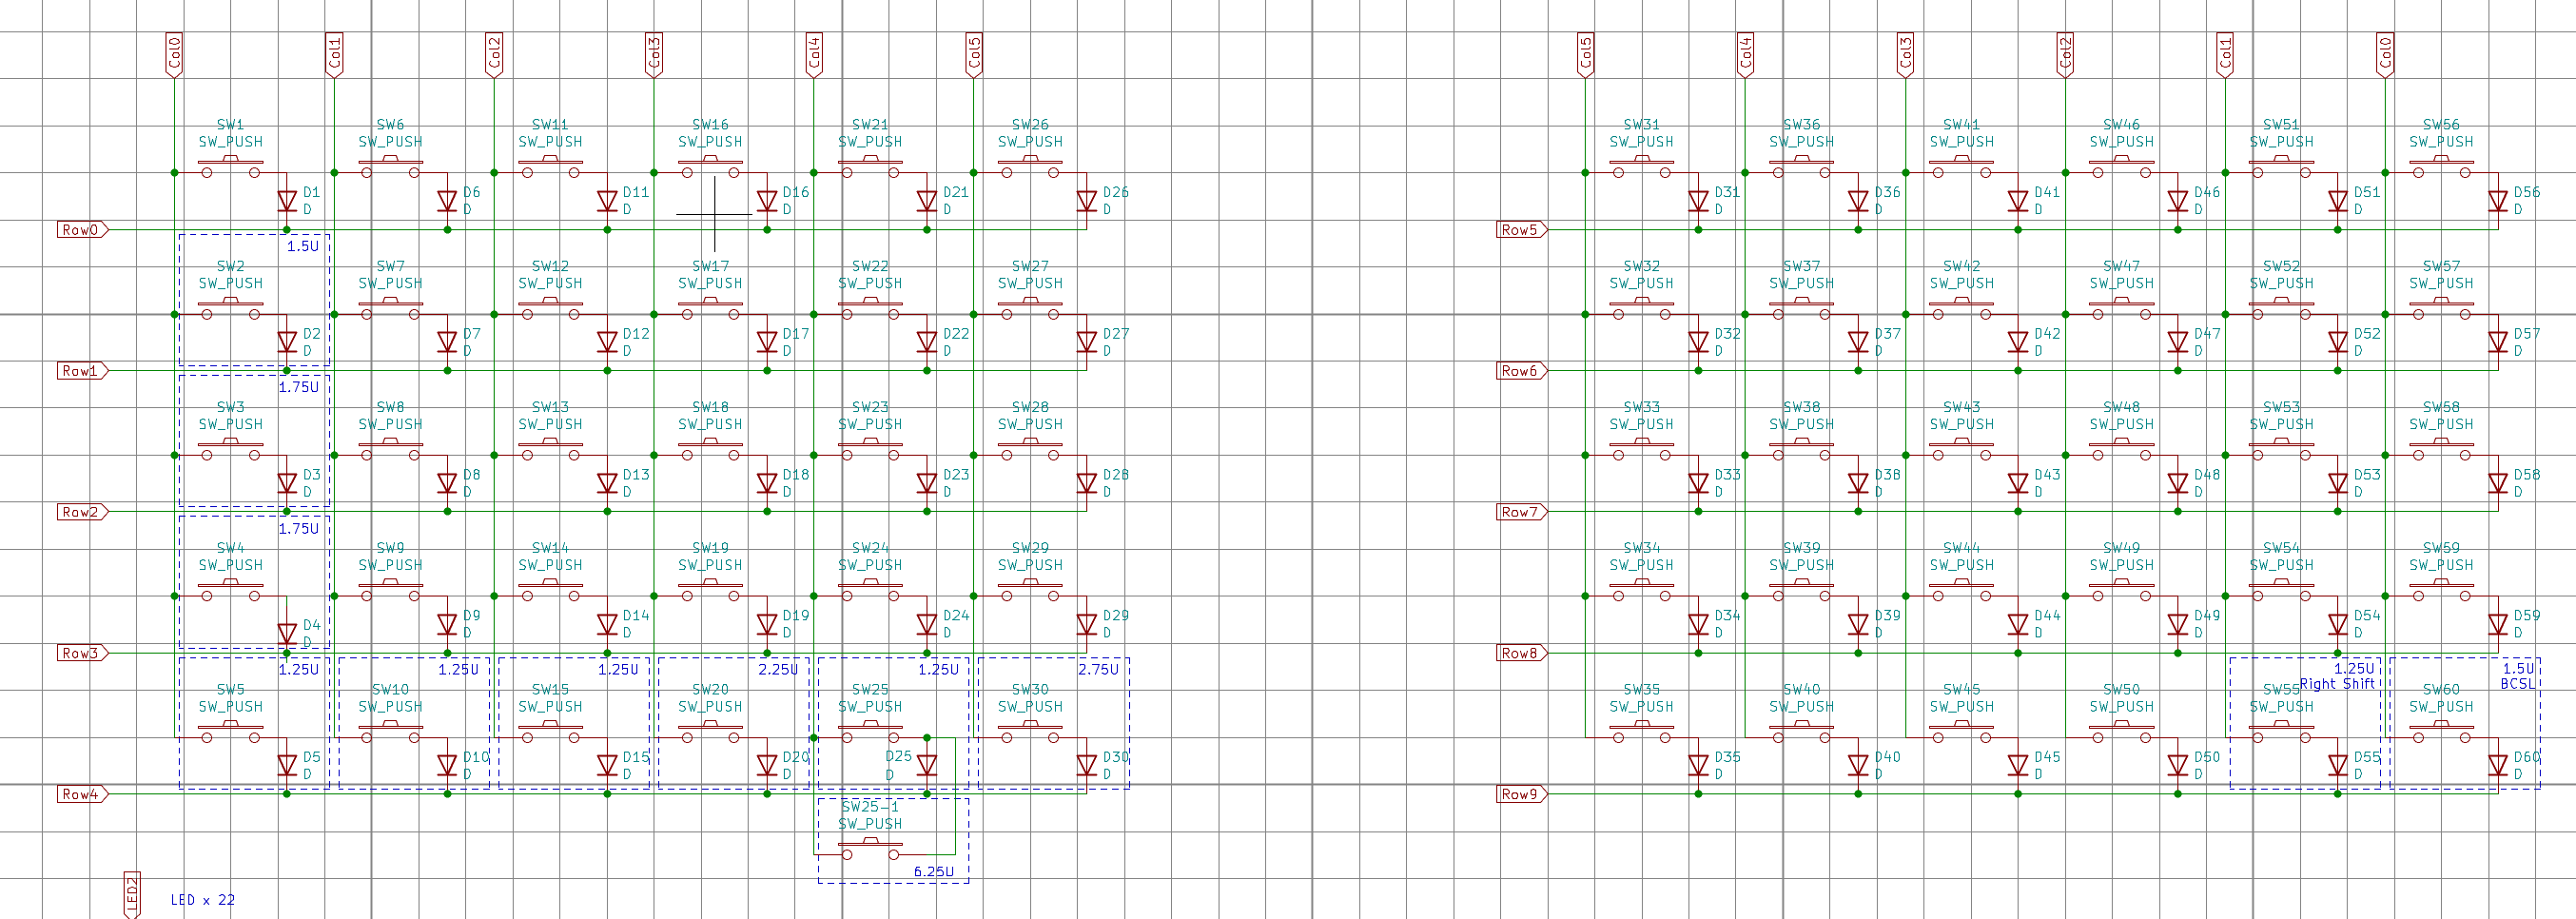 Col0 Col1 Col2 Col3 Col4 Col5 Col5 Col4 Col3 Col2 Col1 Col0
SW1 SW6 SW11 SW16 SW21 SW26 SW31 SW36 SW41 SW46 SW51 SW56
SW_PUSH SW_PUSH SW_PUSH SW_PUSH SW_PUSH SW_PUSH SW_PUSH SW_PUSH SW_PUSH SW_PUSH SW_PUSH SW_PUSH
D1 D6 D11 D16 D21 D26 D31 D36 D41 D46 D51 D56
D D D D D D D D D D D D
Row0 Row5
1.5U
SW2 SW7 SW12 SW17 SW22 SW27 SW32 SW37 SW42 SW47 SW52 SW57
SW_PUSH SW_PUSH SW_PUSH SW_PUSH SW_PUSH SW_PUSH SW_PUSH SW_PUSH SW_PUSH SW_PUSH SW_PUSH SW_PUSH
D2 D7 D12 D17 D22 D27 D32 D37 D42 D47 D52 D57
D D D D D D D D D D D D
Row1 Row6
1.75U
SW3 SW8 SW13 SW18 SW23 SW28 SW33 SW38 SW43 SW48 SW53 SW58
SW_PUSH SW_PUSH SW_PUSH SW_PUSH SW_PUSH SW_PUSH SW_PUSH SW_PUSH SW_PUSH SW_PUSH SW_PUSH SW_PUSH
D3 D8 D13 D18 D23 D28 D33 D38 D43 D48 D53 D58
D D D D D D D D D D D D
Row2 Row7
1.75U
SW4 SW9 SW14 SW19 SW24 SW29 SW34 SW39 SW44 SW49 SW54 SW59
SW_PUSH SW_PUSH SW_PUSH SW_PUSH SW_PUSH SW_PUSH SW_PUSH SW_PUSH SW_PUSH SW_PUSH SW_PUSH SW_PUSH
D4 D9 D14 D19 D24 D29 D34 D39 D44 D49 D54 D59
D D D D D D D D D D D D
Row3 Row8
1.25U 1.25U 1.25U 2.25U 1.25U 2.75U 1.25U 1.5U
Right Shift BCSL
SW5 SW10 SW15 SW20 SW25 SW30 SW35 SW40 SW45 SW50 SW55 SW60
SW_PUSH SW_PUSH SW_PUSH SW_PUSH SW_PUSH SW_PUSH SW_PUSH SW_PUSH SW_PUSH SW_PUSH SW_PUSH SW_PUSH
D5 D10 D15 D20 D25 D30 D35 D40 D45 D50 D55 D60
D D D D D D D D D D D D
Row4 Row9
SW25-1
SW_PUSH
6.25U
LED2
LED x 22